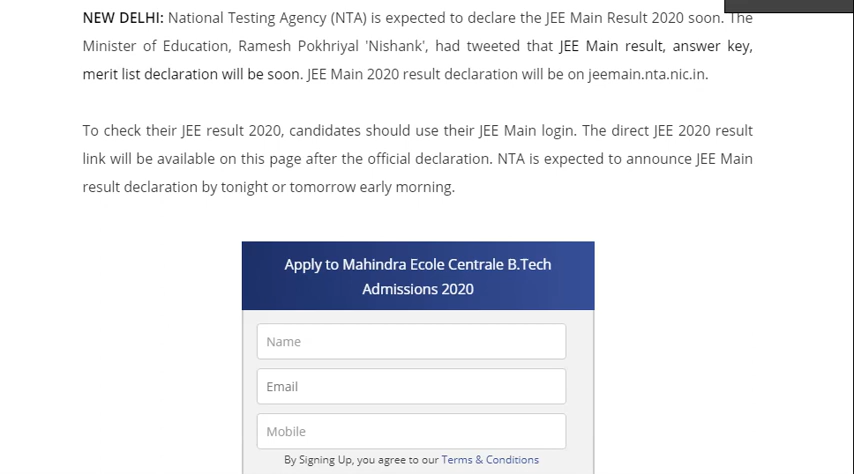 NEW DELHI: National Testing Agency (NTA) is expected to declare the JEE Main Result 2020 soon. The
Minister of Education, Ramesh Pokhriyal 'Nishank', had tweeted that JEE Main result, answer key,
merit list declaration will be soon. JEE Main 2020 result declaration will be on jeemain.nta.nic.in.
To check their JEE result 2020, candidates should use their JEE Main login. The direct JEE 2020 result
link will be available on this page after the official declaration. NTA is expected to announce JEE Main
result declaration by tonight or tomorrow early morning.
Apply to Mahindra Ecole Centrale B.Tech
Admissions 2020
Name
Email
Mobile
By Signing Up, you agree to our Terms & Conditions